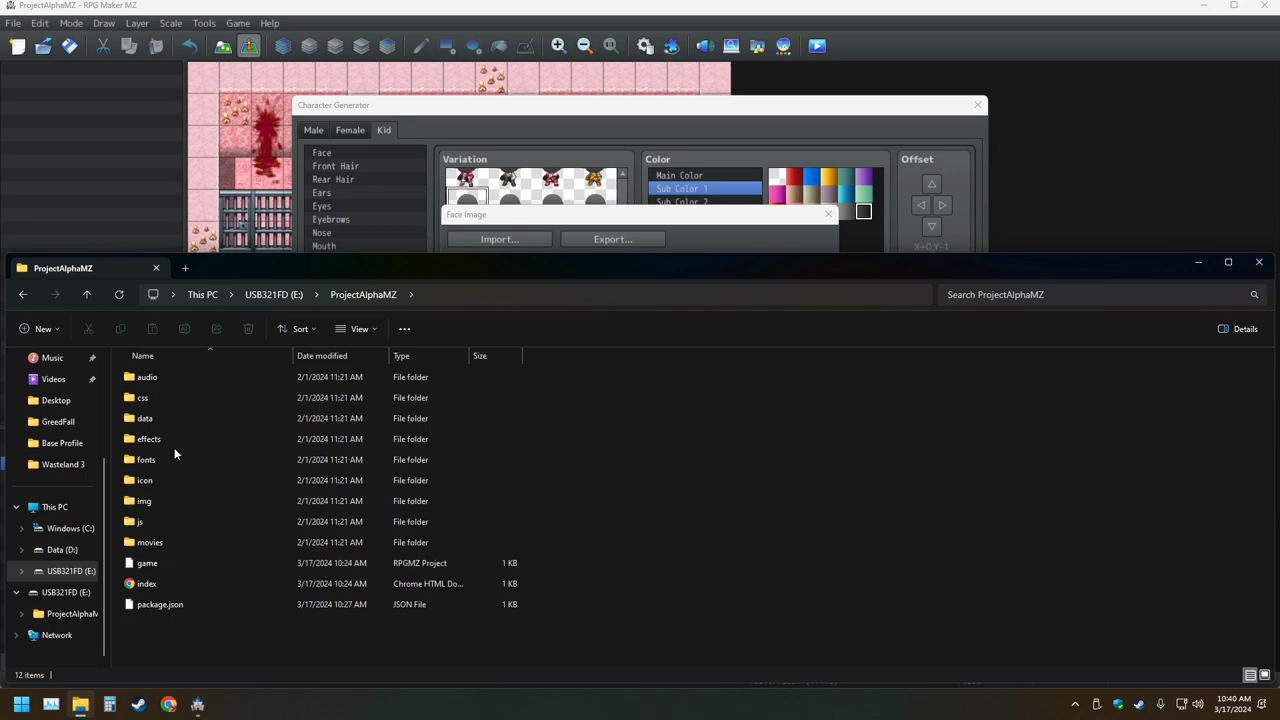 ProjectAlphaMZ - RPG Maker MZ
File Edit Mode Draw Layer Scale Tools Game Help
Character Generator
Male Female Kid
Face
Front Hair
Rear Hair
Ears
Eyes
Eyebrows
Nose
Mouth
Variation
Color
Main Color
Sub Color 1
Sub Color 2
Offset
X+0,Y-1
Face Image
Import... Export...
ProjectAlphaMZ
This PC USB321FD (E:) ProjectAlphaMZ
Search ProjectAlphaMZ
New Sort View Details
Music
Videos
Desktop
GreedFall
Base Profile
Wasteland 3
This PC
Windows (C:)
Data (D:)
USB321FD (E:)
USB321FD (E:)
ProjectAlphaM
Network
Name Date modified Type Size
audio 2/1/2024 11:21 AM File folder
css 2/1/2024 11:21 AM File folder
data 2/1/2024 11:21 AM File folder
effects 2/1/2024 11:21 AM File folder
fonts 2/1/2024 11:21 AM File folder
icon 2/1/2024 11:21 AM File folder
img 2/1/2024 11:21 AM File folder
js 2/1/2024 11:21 AM File folder
movies 2/1/2024 11:21 AM File folder
game 3/17/2024 10:24 AM RPGMZ Project 1 KB
index 3/17/2024 10:24 AM Chrome HTML Do... 1 KB
package.json 3/17/2024 10:27 AM JSON File 1 KB
12 items
10:40 AM
3/17/2024